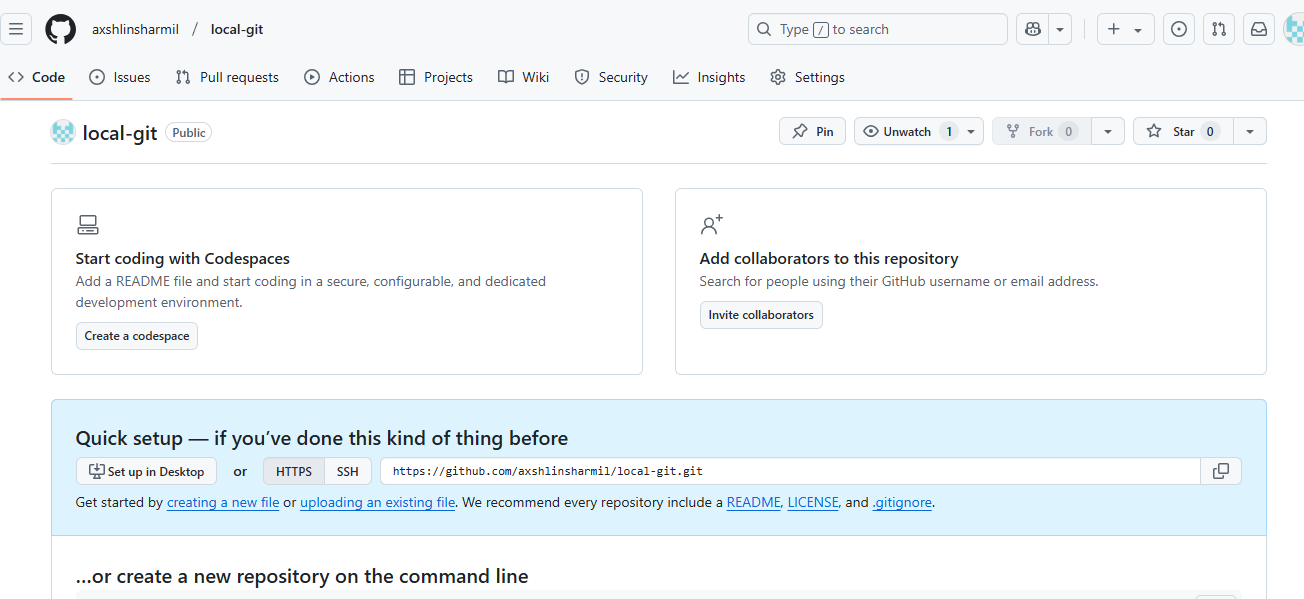 axshlinsharmil / local-git
Type / to search
Code Issues Pull requests Actions Projects Wiki Security Insights Settings
local-git Public
Pin Unwatch 1 Fork 0 Star 0
Start coding with Codespaces
Add a README file and start coding in a secure, configurable, and dedicated
development environment.
Create a codespace
Add collaborators to this repository
Search for people using their GitHub username or email address.
Invite collaborators
Quick setup — if you’ve done this kind of thing before
Set up in Desktop or HTTPS SSH https://github.com/axshlinsharmil/local-git.git
Get started by creating a new file or uploading an existing file. We recommend every repository include a README, LICENSE, and .gitignore.
…or create a new repository on the command line